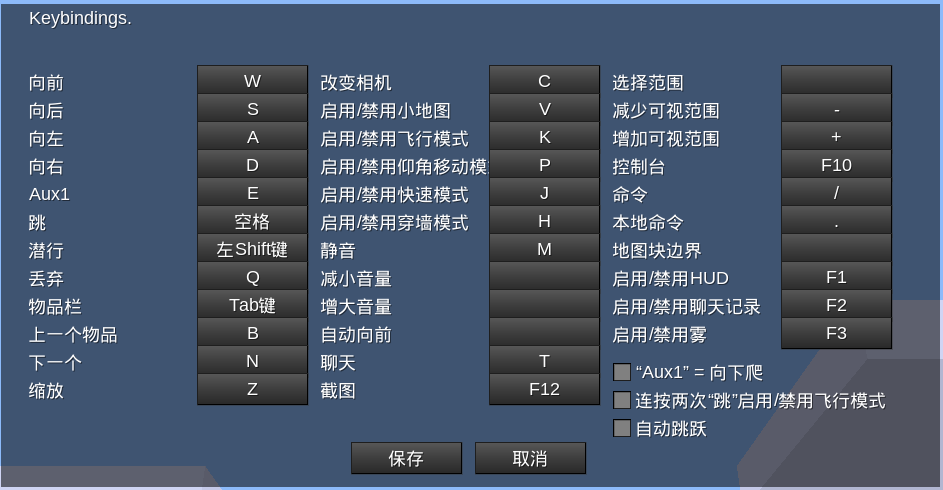 Keybindings.
向前 W 改变相机 C 选择范围
向后 S 启用/禁用小地图 V 减少可视范围 -
向左 A 启用/禁用飞行模式 K 增加可视范围 +
向右 D 启用/禁用仰角移动模 P 控制台 F10
Aux1 E 启用/禁用快速模式 J 命令 /
跳 空格 启用/禁用穿墙模式 H 本地命令 .
潜行 左Shift键 静音 M 地图块边界
丢弃 Q 减小音量 启用/禁用HUD F1
物品栏 Tab键 增大音量 启用/禁用聊天记录 F2
上一个物品 B 自动向前 启用/禁用雾 F3
下一个 N 聊天 T
缩放 Z 截图 F12
“Aux1” = 向下爬
连按两次“跳”启用/禁用飞行模式
自动跳跃
保存 取消